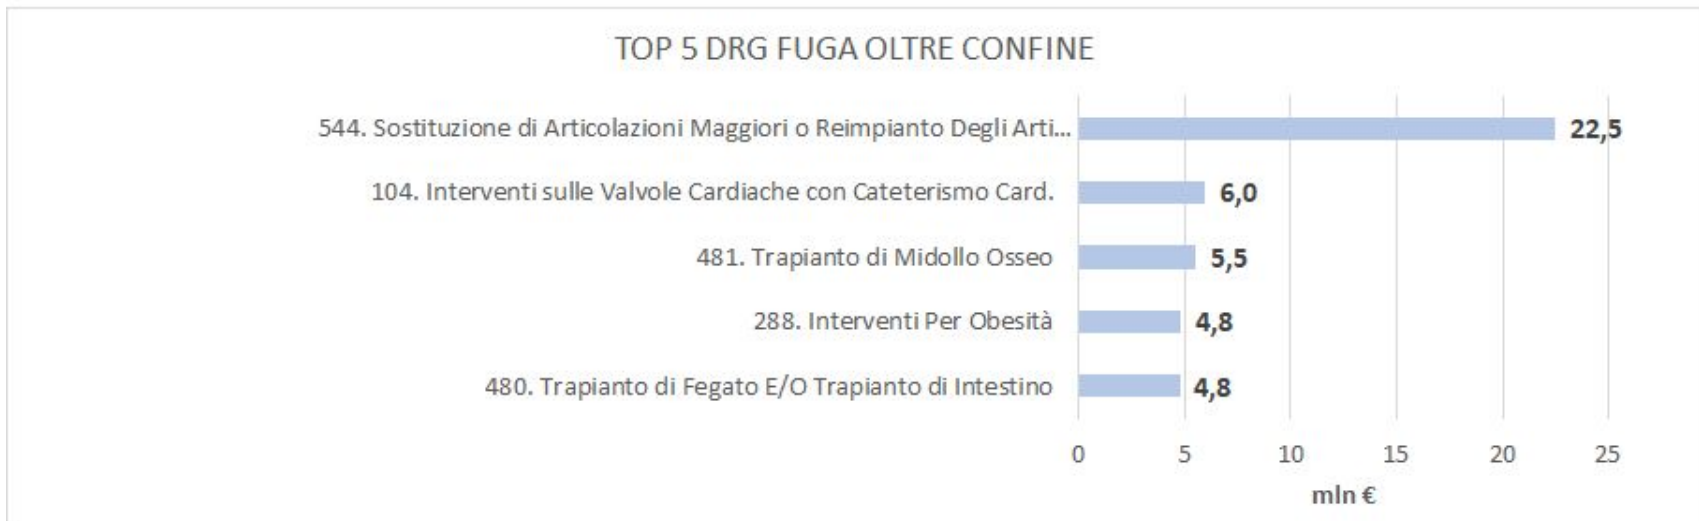 TOP 5 DRG FUGA OLTRE CONFINE
544. Sostituzione di Articolazioni Maggiori o Reimpianto Degli Arti... 22,5
104. Interventi sulle Valvole Cardiache con Cateterismo Card. 6,0
481. Trapianto di Midollo Osseo 5,5
288. Interventi Per Obesità 4,8
480. Trapianto di Fegato E/O Trapianto di Intestino 4,8
0 5 10 15 20 25
mln €